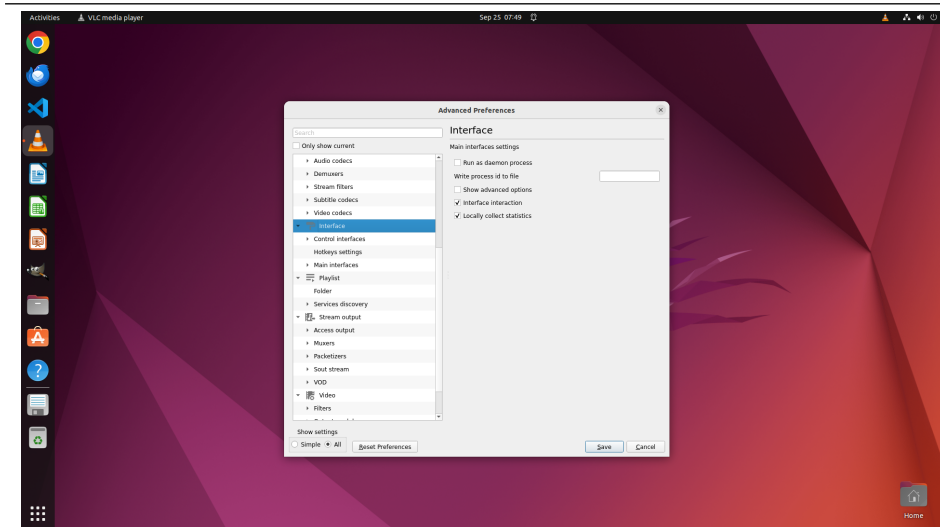 Activities
VLC media player
Sep 25 07:49
Advanced Preferences
Search
Only show current
Audio codecs
Demuxers
Stream filters
Subtitle codecs
Video codecs
Interface
Control interfaces
Hotkeys settings
Main interfaces
Playlist
Folder
Services discovery
Stream output
Access output
Muxers
Packetizers
Sout stream
VOD
Video
Filters
Show settings
Simple
All
Reset Preferences
Interface
Main interfaces settings
Run as daemon process
Write process id to file
Show advanced options
Interface interaction
Locally collect statistics
Save
Cancel
Home